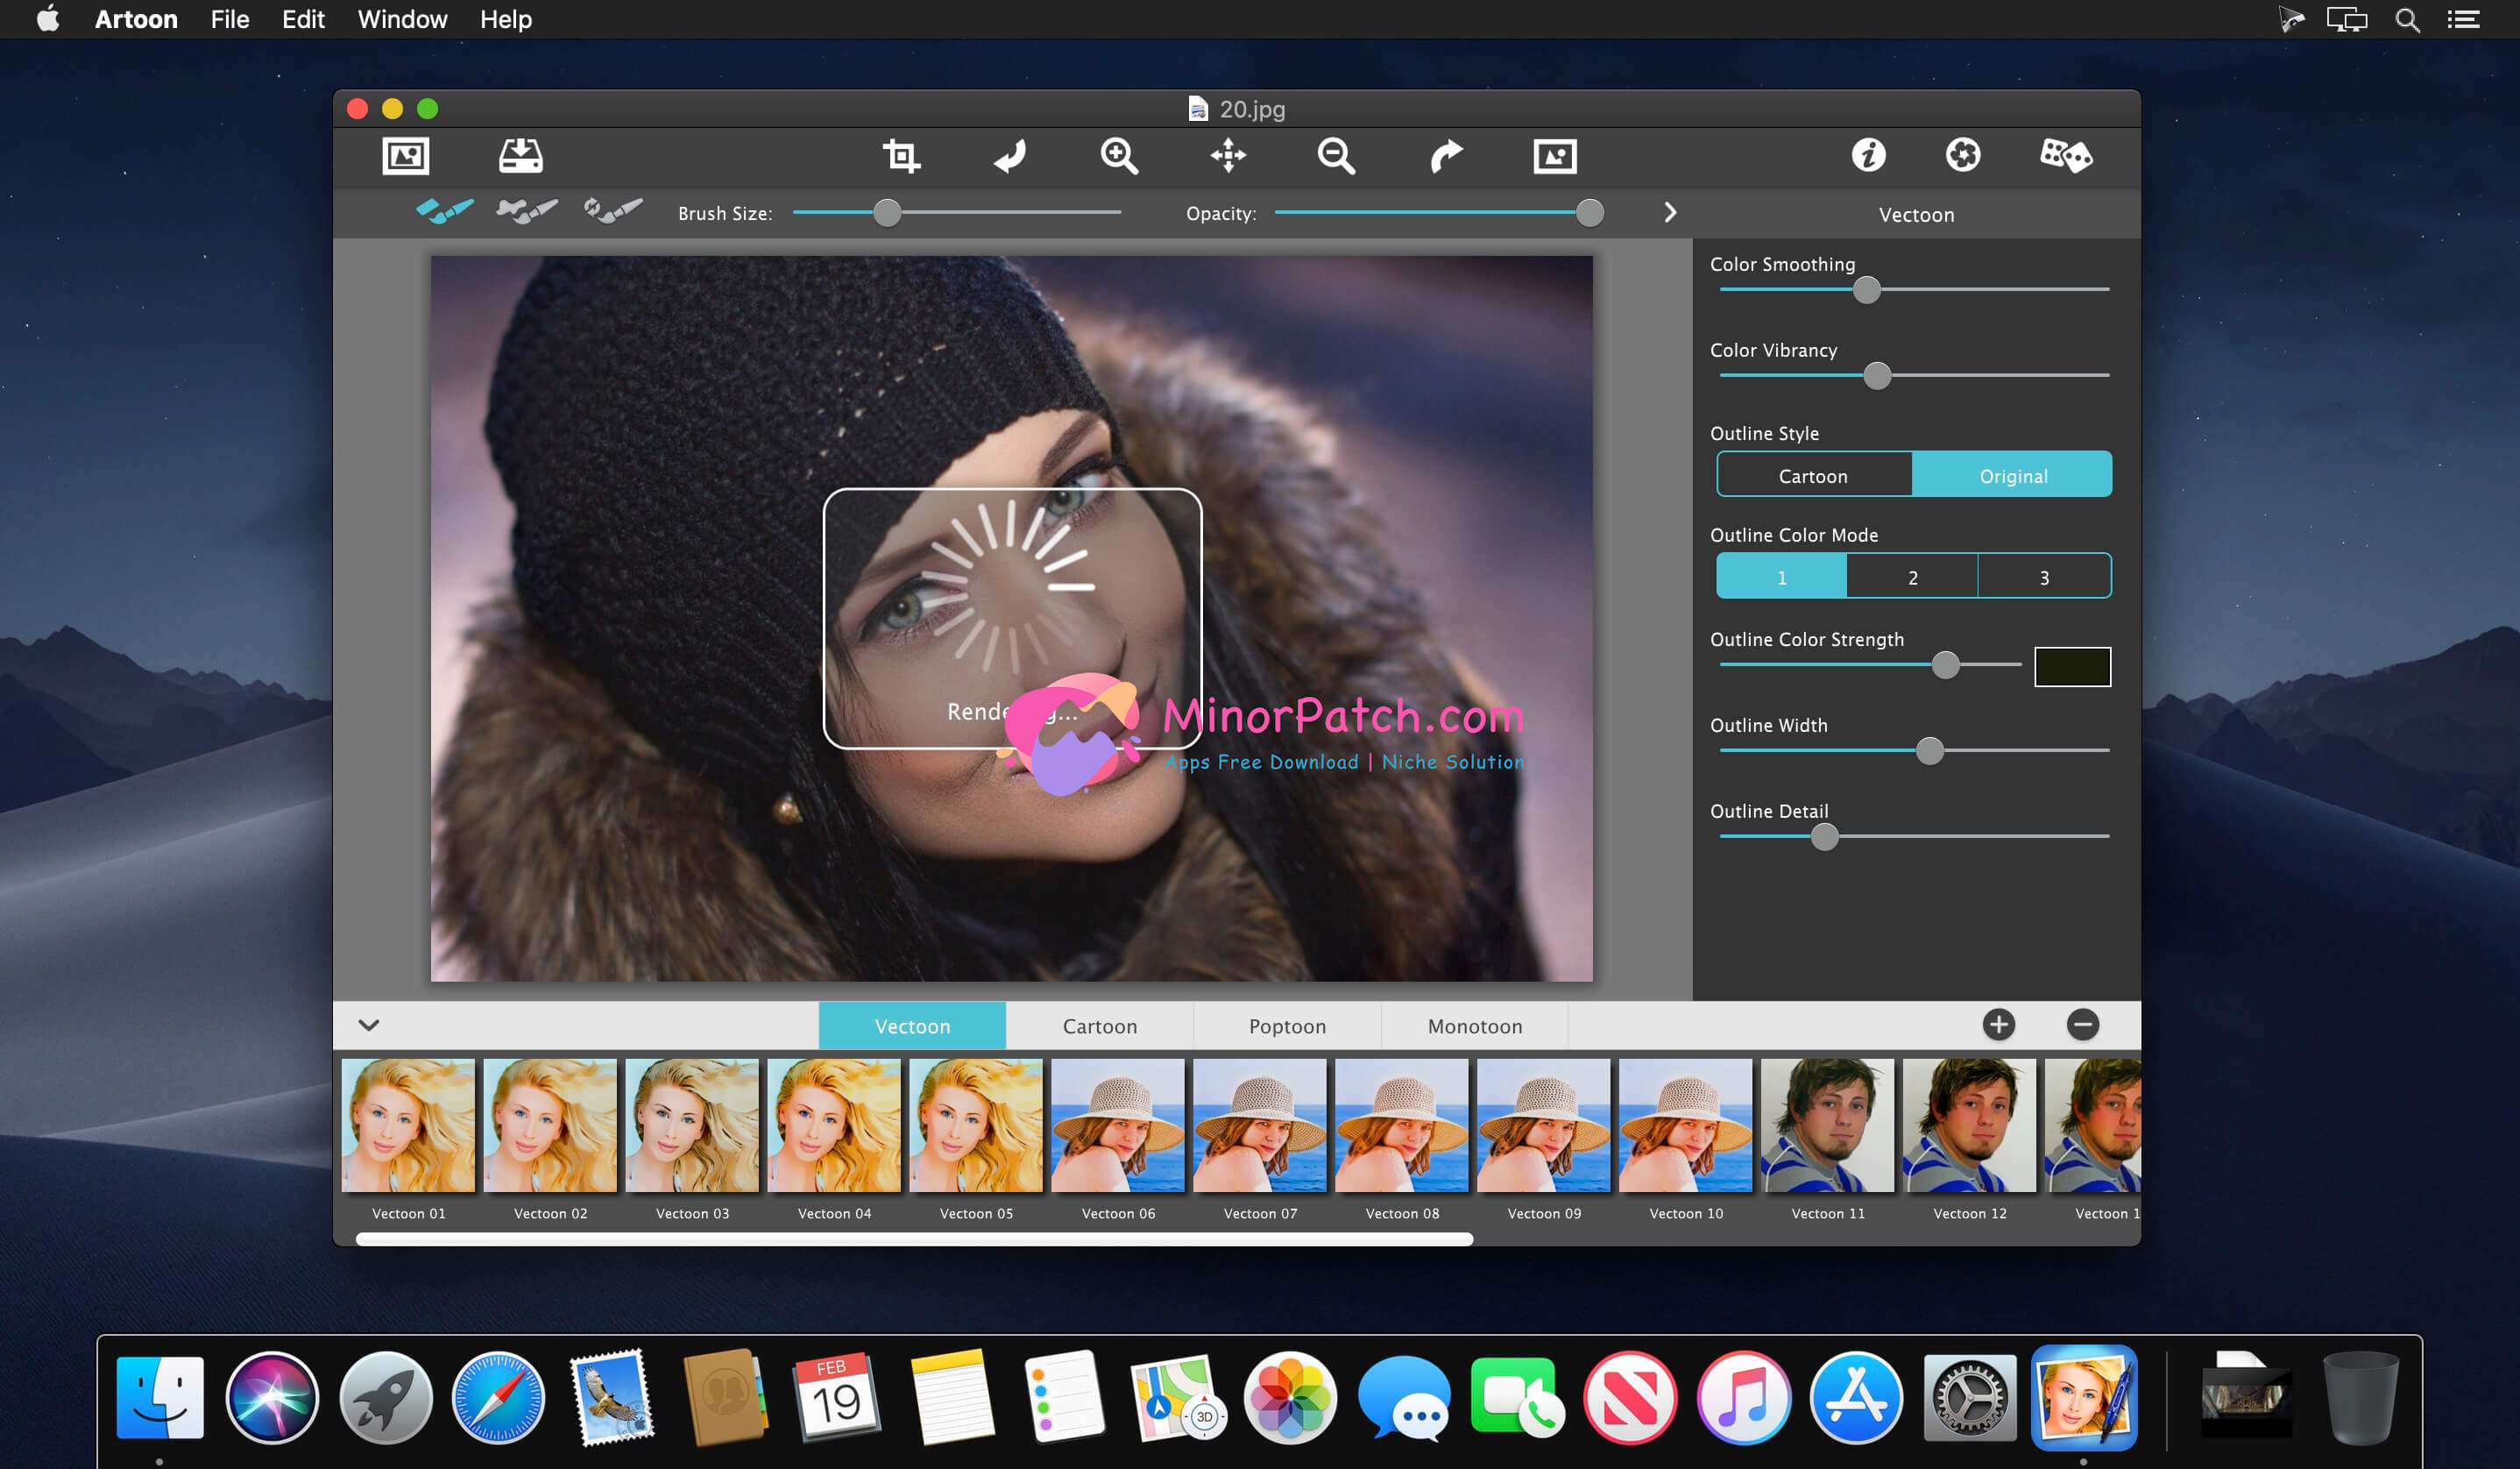 Artoon File Edit Window Help
20.jpg
Brush Size:
Opacity:
Vectoon
Color Smoothing
Color Vibrancy
Outline Style
Cartoon Original
Outline Color Mode
1 2 3
Outline Color Strength
Outline Width
Outline Detail
MinorPatch.com
Apps Free Download | Niche Solution
Vectoon Cartoon Poptoon Monotoon
Vectoon 01 Vectoon 02 Vectoon 03 Vectoon 04 Vectoon 05 Vectoon 06 Vectoon 07 Vectoon 08 Vectoon 09 Vectoon 10 Vectoon 11 Vectoon 12 Vectoon 1
FEB
19
3D